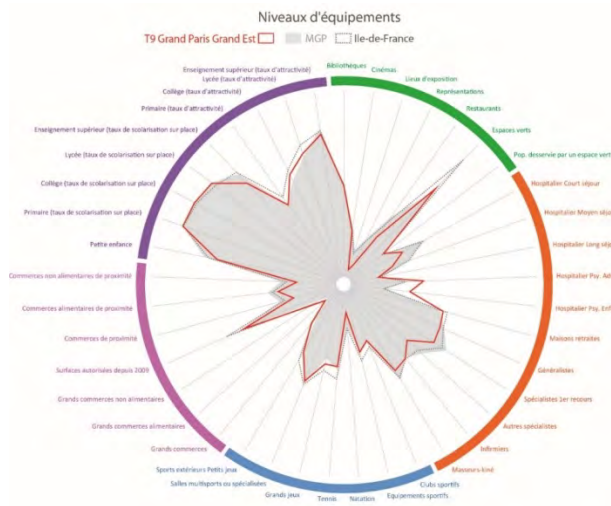 Niveaux d'équipements
T9 Grand Paris Grand Est MGP Ile-de-France
Bibliothèques
Cinémas
Lieux d'exposition
Représentations
Restaurants
Espaces verts
Pop. desservie par un espace vert
Hospitalier Court séjour
Hospitalier Moyen séjo
Hospitalier Long séj
Hospitalier Psy. Ad
Hospitalier Psy. Enf
Maisons retraites
Généralistes
Spécialistes 1er recours
Autres spécialistes
Infirmiers
Masseurs-kiné
Clubs sportifs
Equipements sportifs
Natation
Tennis
Grands jeux
Salles multisports ou spécialisées
Sports extérieurs Petits jeux
Grands commerces
Grands commerces alimentaires
Grands commerces non alimentaires
Surfaces autorisées depuis 2009
Commerces de proximité
Commerces alimentaires de proximité
Commerces non alimentaires de proximité
Petite enfance
Primaire (taux de scolarisation sur place)
Collège (taux de scolarisation sur place)
Lycée (taux de scolarisation sur place)
Enseignement supérieur (taux de scolarisation sur place)
Primaire (taux d'attractivité)
Collège (taux d'attractivité)
Lycée (taux d'attractivité)
Enseignement supérieur (taux d'attractivité)